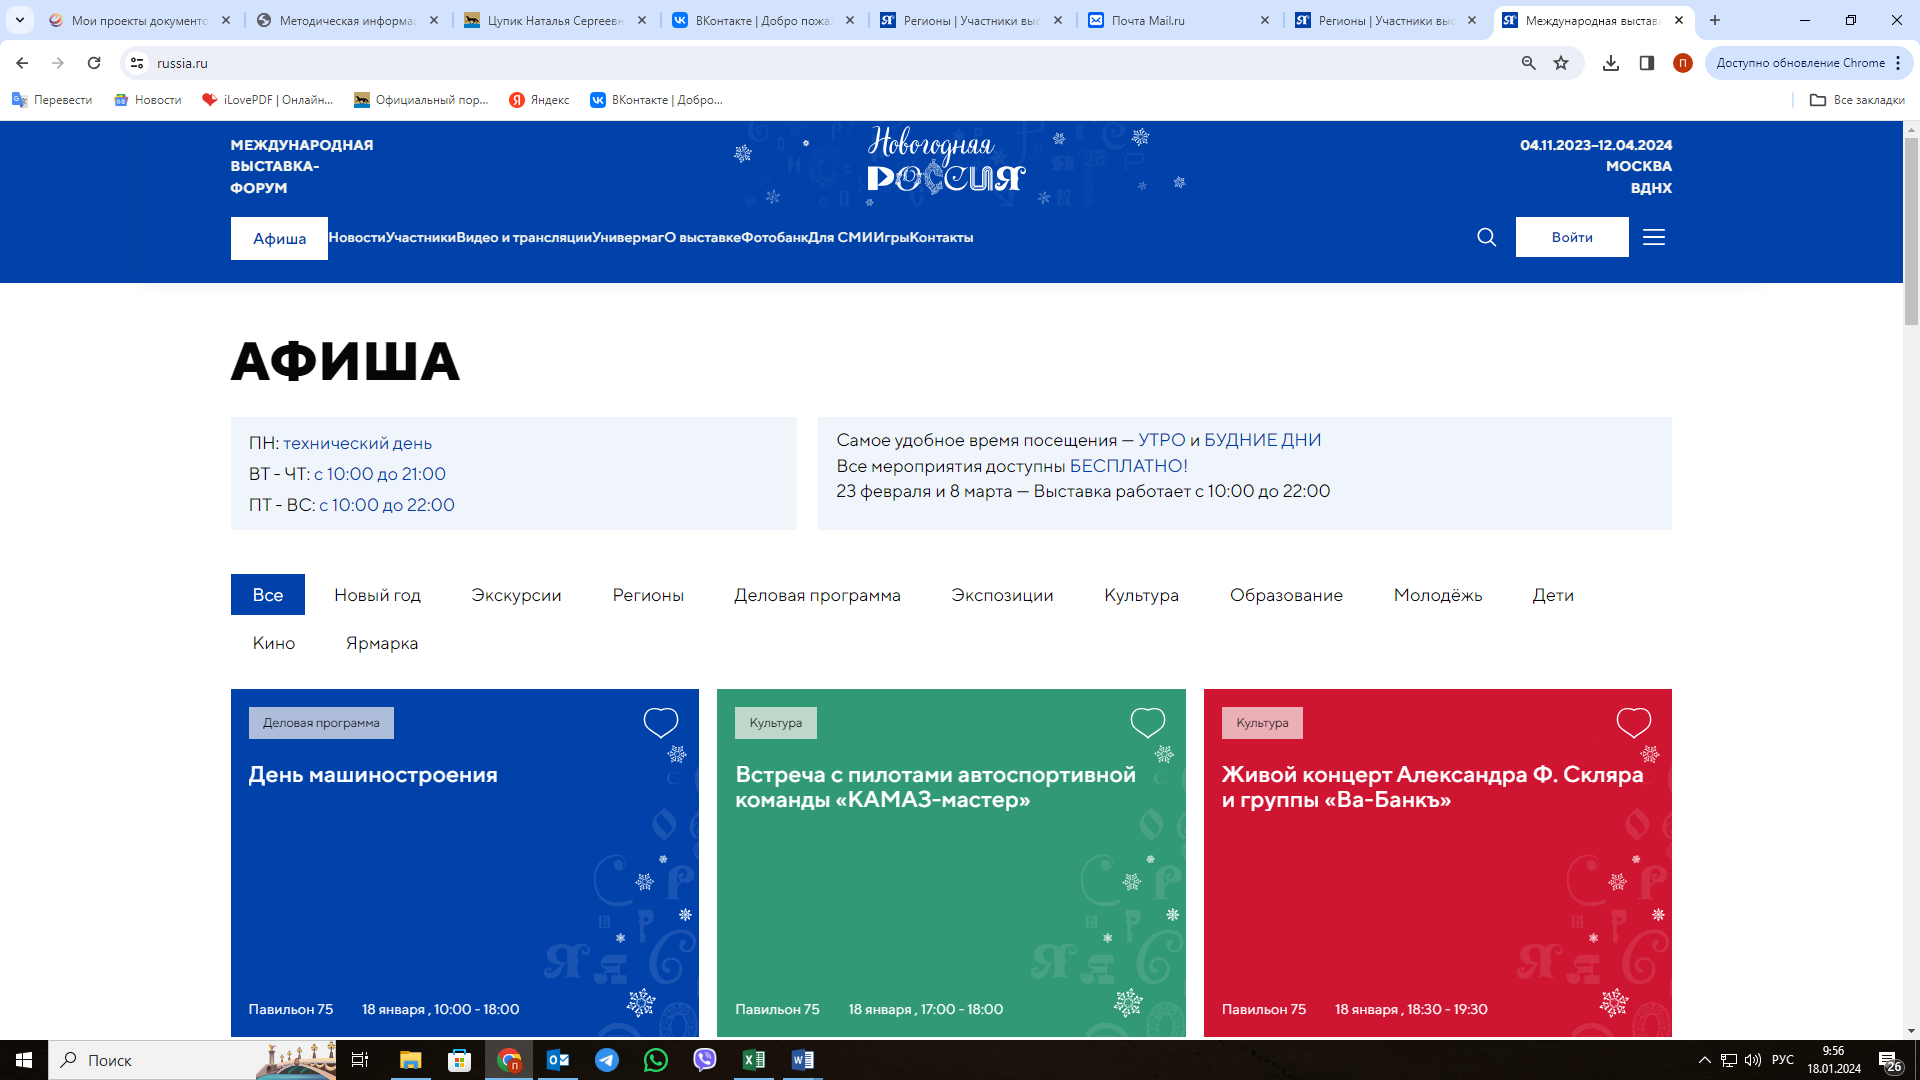 Мои проекты документо
Методическая информа
Цупик Наталья Сергеевн
ВКонтакте | Добро пожа
Регионы | Участники выс
Почта Mail.ru
Регионы | Участники выс
Международная выставк
russia.ru
П
Доступно обновление Chrome
Перевести
Новости
iLovePDF | Онлайн...
Официальный пор...
Яндекс
ВКонтакте | Добро...
Все закладки
МЕЖДУНАРОДНАЯ
ВЫСТАВКА-
ФОРУМ
Новогодняя
РОССИЯ
04.11.2023–12.04.2024
МОСКВА
ВДНХ
Афиша
Новости
Участники
Видео и трансляции
Универмаг
О выставке
Фотобанк
Для СМИ
Игры
Контакты
Войти
АФИША
ПН: технический день
ВТ - ЧТ: с 10:00 до 21:00
ПТ - ВС: с 10:00 до 22:00
Самое удобное время посещения — УТРО и БУДНИЕ ДНИ
Все мероприятия доступны БЕСПЛАТНО!
23 февраля и 8 марта — Выставка работает с 10:00 до 22:00
Все
Новый год
Экскурсии
Регионы
Деловая программа
Экспозиции
Культура
Образование
Молодёжь
Дети
Кино
Ярмарка
Деловая программа
День машиностроения
Павильон 75
18 января , 10:00 - 18:00
Культура
Встреча с пилотами автоспортивной
команды «КАМАЗ-мастер»
Павильон 75
18 января , 17:00 - 18:00
Культура
Живой концерт Александра Ф. Скляра
и группы «Ва-Банкъ»
Павильон 75
18 января , 18:30 - 19:30
Поиск
РУС
9:56
18.01.2024
26